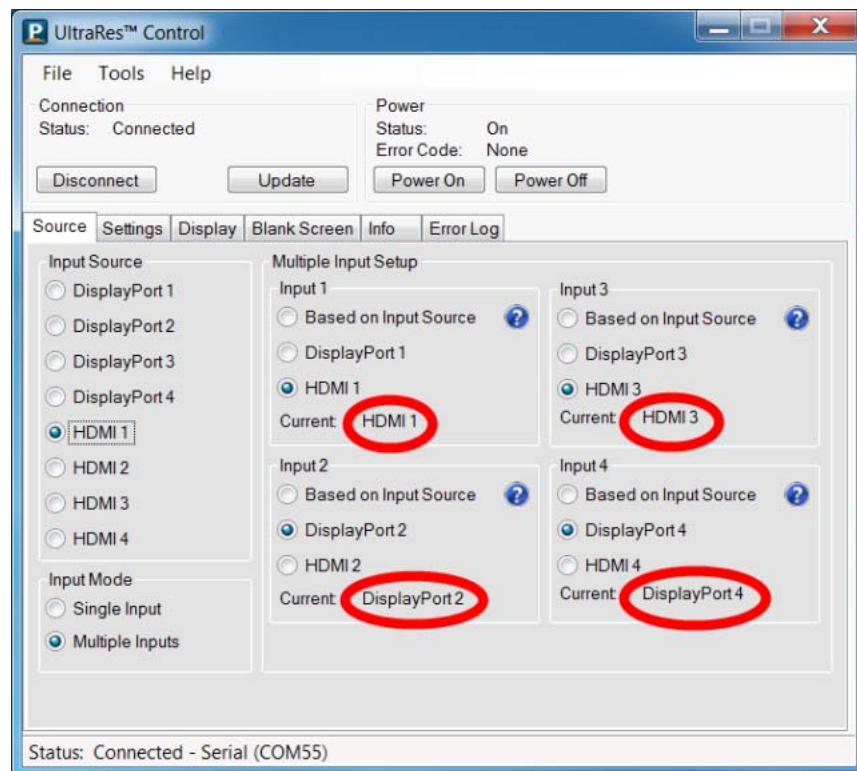 P UltraRes™ Control
File Tools Help
Connection
Status: Connected
Disconnect Update
Power
Status: On
Error Code: None
Power On Power Off
Source Settings Display Blank Screen Info Error Log
Input Source
DisplayPort 1
DisplayPort 2
DisplayPort 3
DisplayPort 4
HDMI 1
HDMI 2
HDMI 3
HDMI 4
Input Mode
Single Input
Multiple Inputs
Multiple Input Setup
Input 1
Based on Input Source ?
DisplayPort 1
HDMI 1
Current: HDMI 1
Input 2
Based on Input Source ?
DisplayPort 2
HDMI 2
Current: DisplayPort 2
Input 3
Based on Input Source ?
DisplayPort 3
HDMI 3
Current: HDMI 3
Input 4
Based on Input Source ?
DisplayPort 4
HDMI 4
Current: DisplayPort 4
Status: Connected - Serial (COM55)